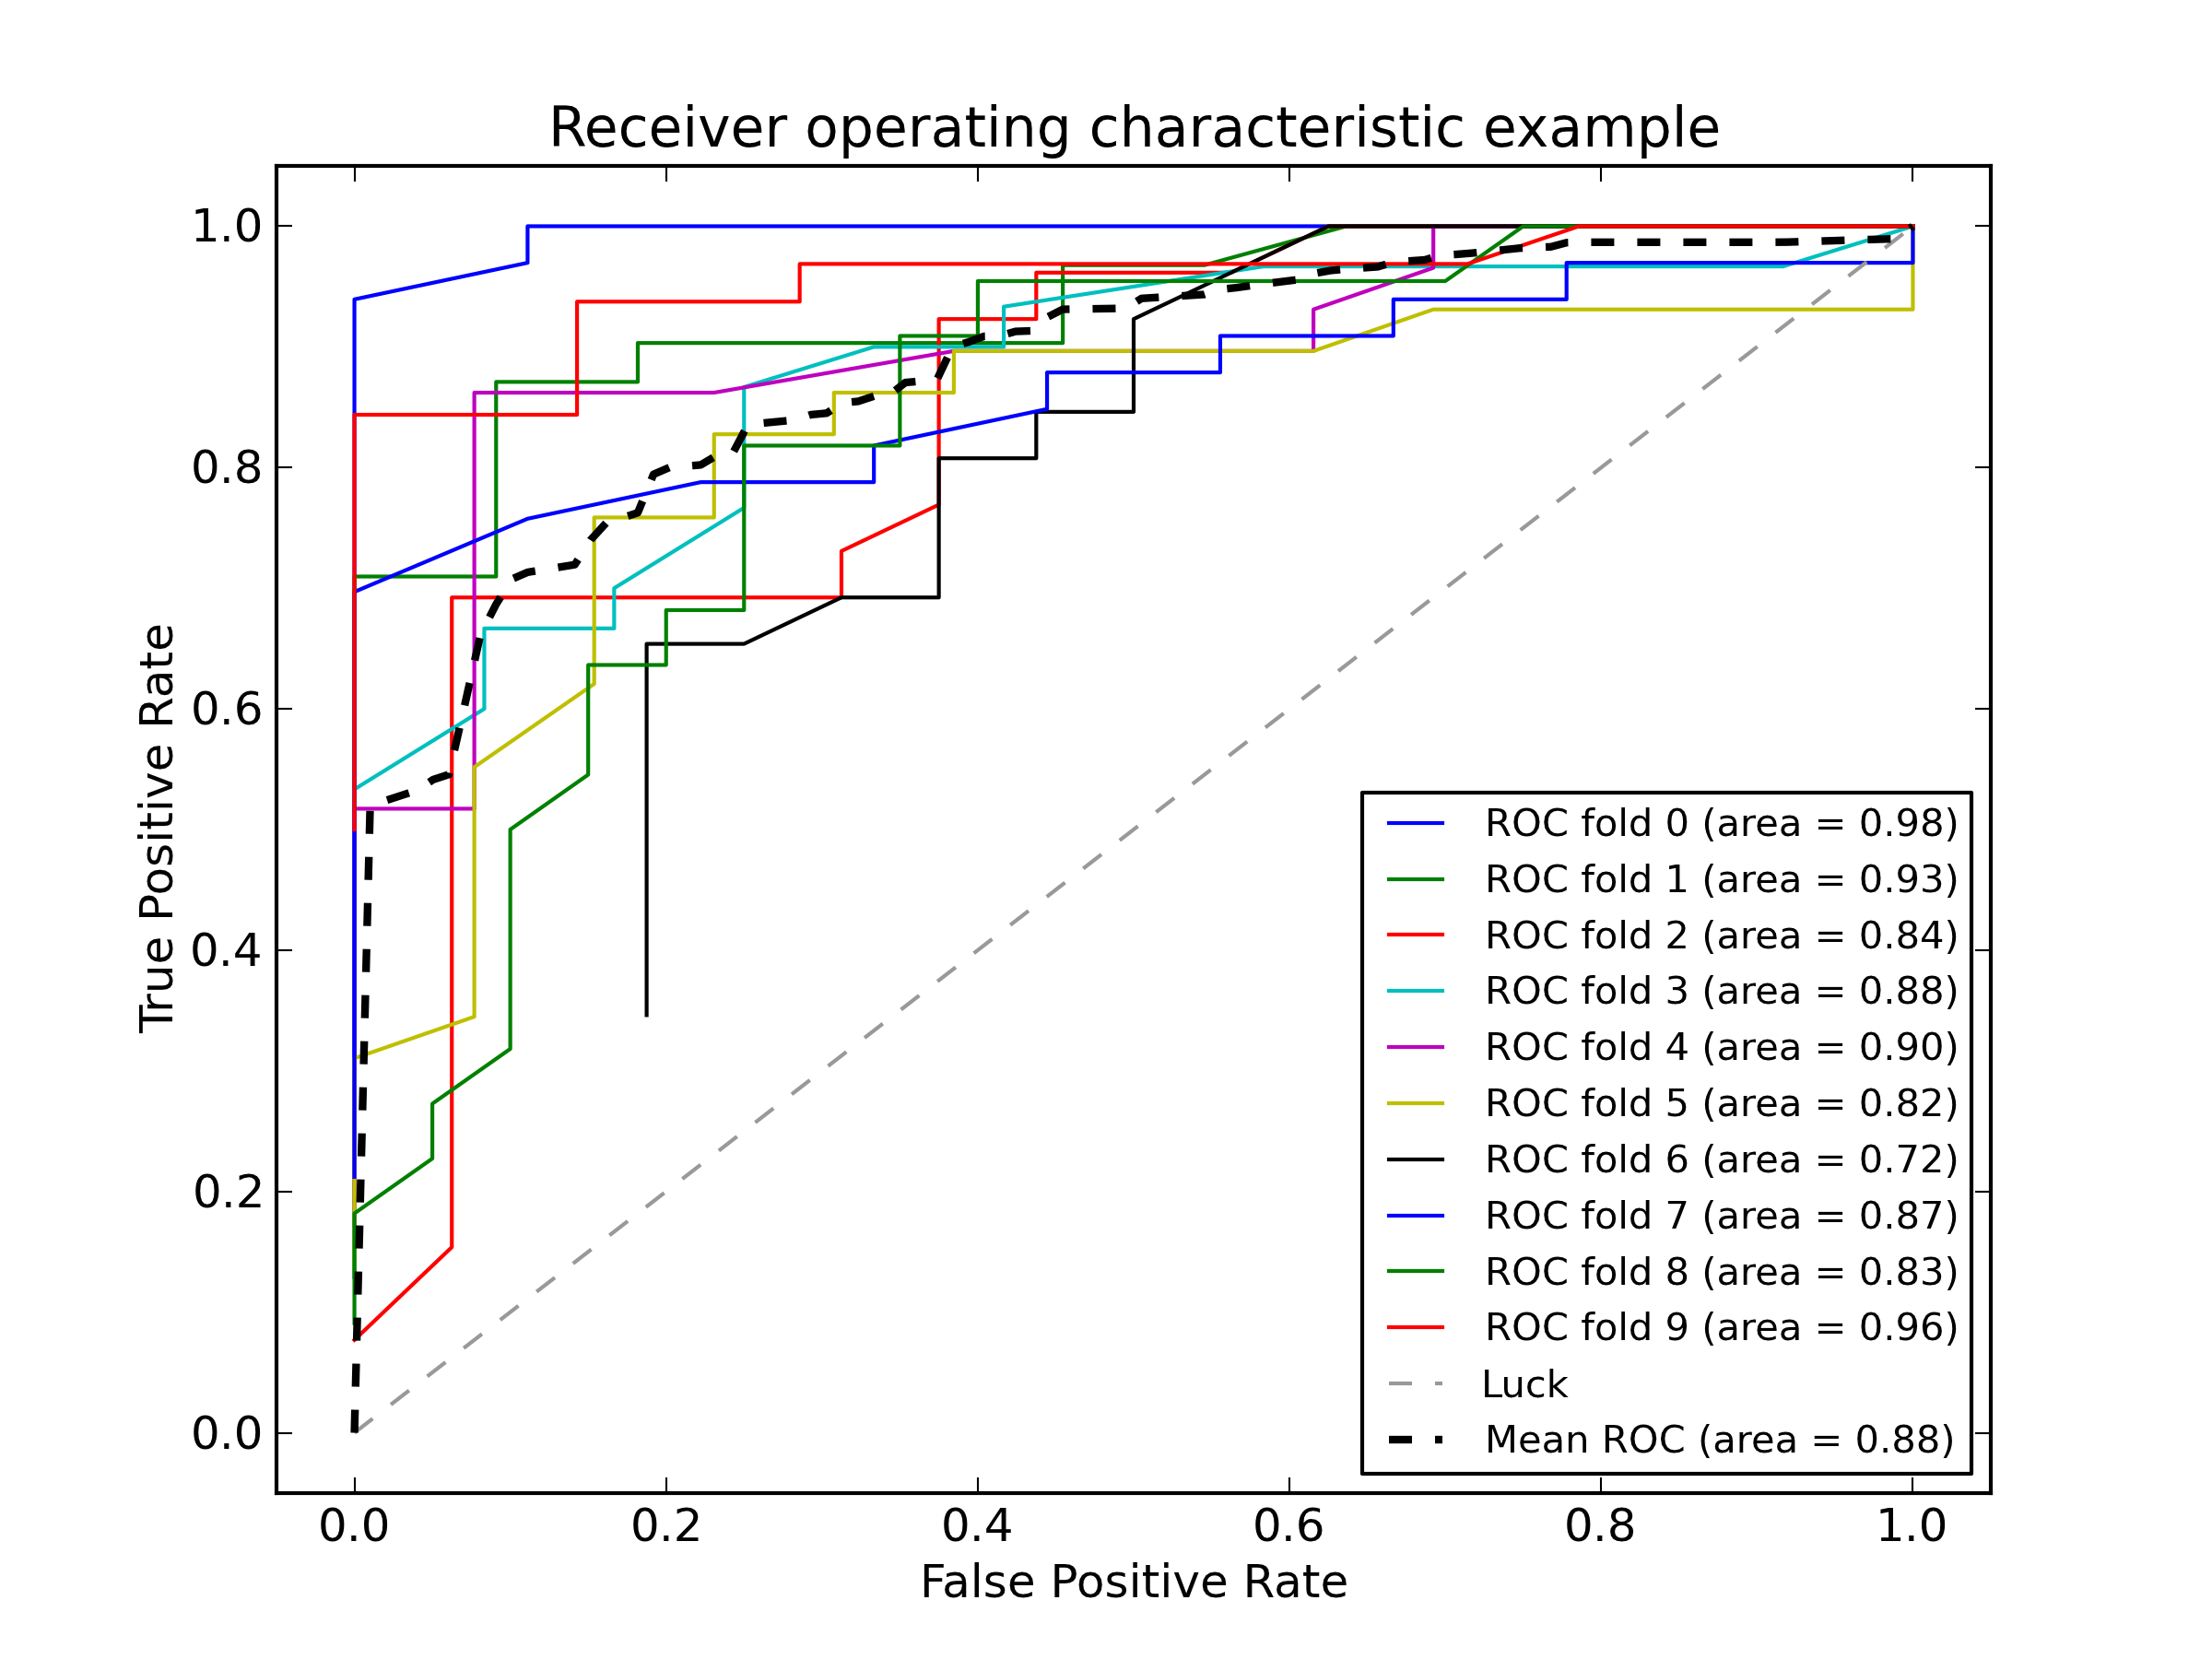 Receiver operating characteristic example
True Positive Rate
1.0
0.8
0.6
0.4
0.2
0.0
0.0 0.2 0.4 0.6 0.8 1.0
False Positive Rate
ROC fold 0 (area = 0.98)
ROC fold 1 (area = 0.93)
ROC fold 2 (area = 0.84)
ROC fold 3 (area = 0.88)
ROC fold 4 (area = 0.90)
ROC fold 5 (area = 0.82)
ROC fold 6 (area = 0.72)
ROC fold 7 (area = 0.87)
ROC fold 8 (area = 0.83)
ROC fold 9 (area = 0.96)
Luck
Mean ROC (area = 0.88)